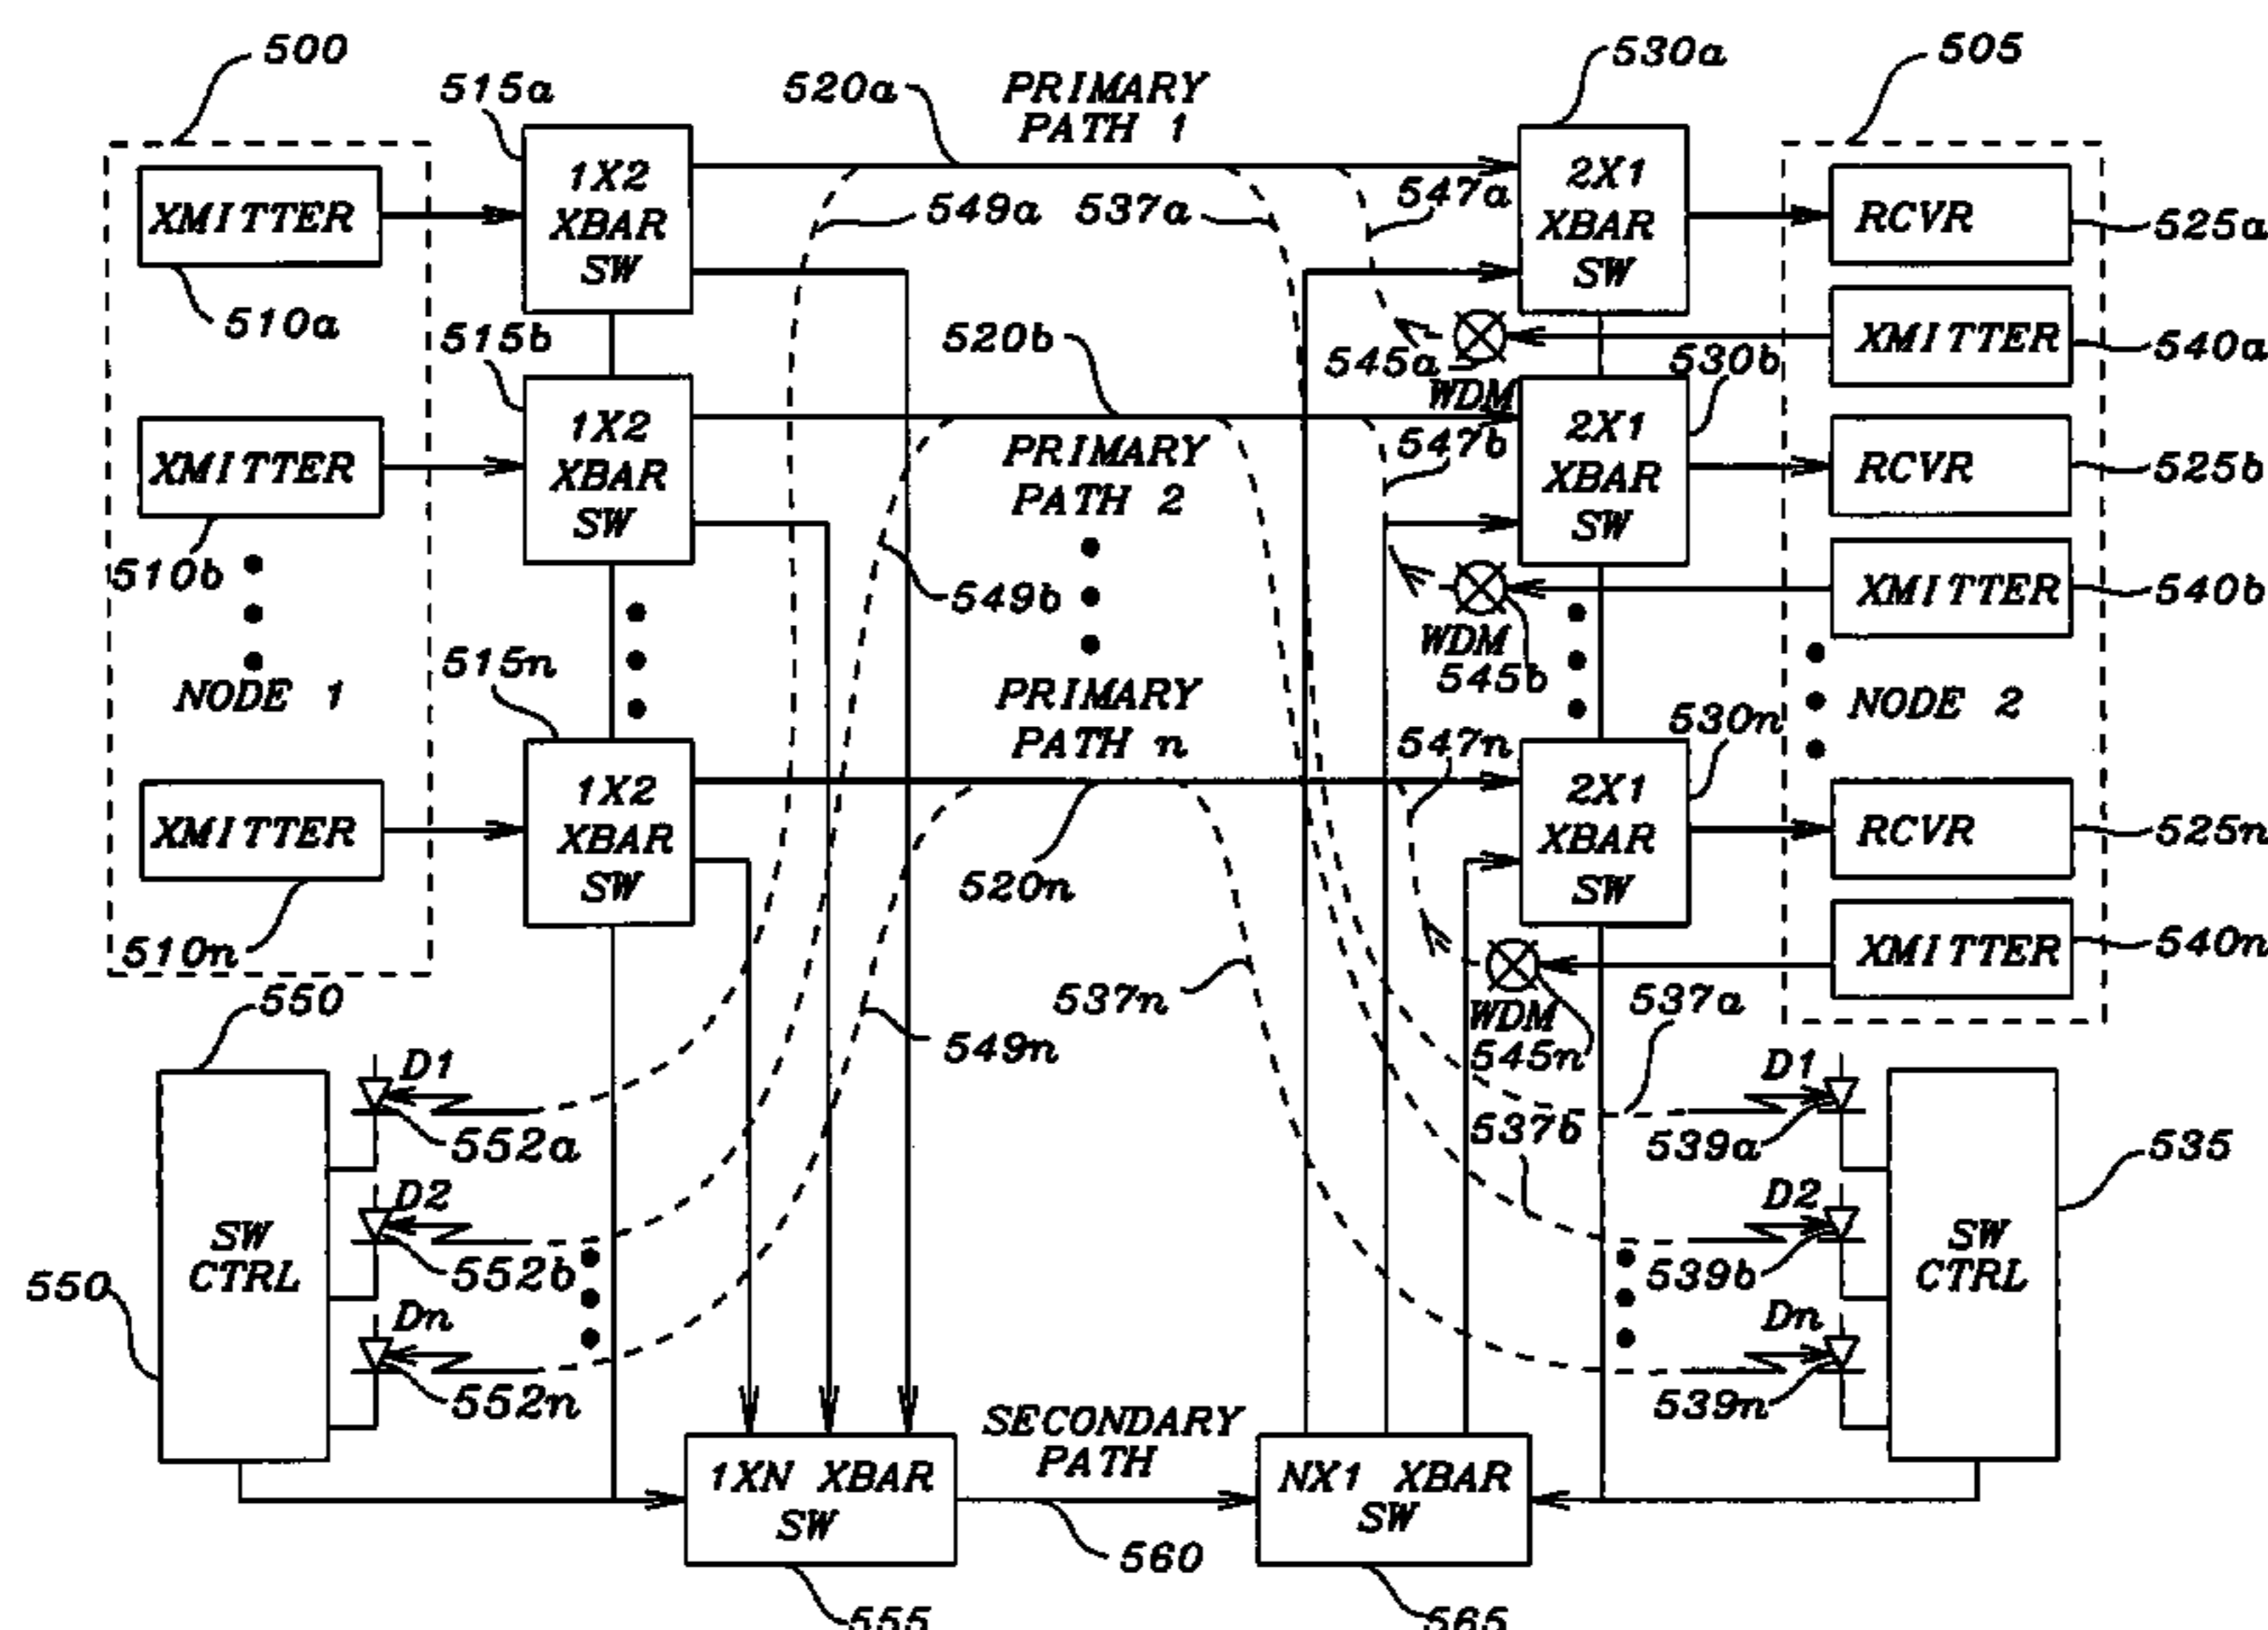 500
515a
520a
PRIMARY
PATH 1
530a
505
XMITTER
1X2
XBAR
SW
549a
537a
547a
2X1
XBAR
SW
RCVR
525a
510a
515b
520b
545a
WDM
530b
XMITTER
540a
XMITTER
1X2
XBAR
SW
PRIMARY
PATH 2
547b
2X1
XBAR
SW
RCVR
525b
510b
549b
WDM
545b
XMITTER
540b
NODE 1
515n
PRIMARY
PATH n
547n
530n
NODE 2
XMITTER
1X2
XBAR
SW
520n
2X1
XBAR
SW
RCVR
525n
510n
537n
WDM
545n
XMITTER
540n
550
549n
537a
D1
552a
537b
D1
539a
535
SW
CTRL
D2
552b
D2
539b
SW
CTRL
550
Dn
552n
Dn
539n
SECONDARY
PATH
1XN XBAR
SW
NX1 XBAR
SW
560
555
565